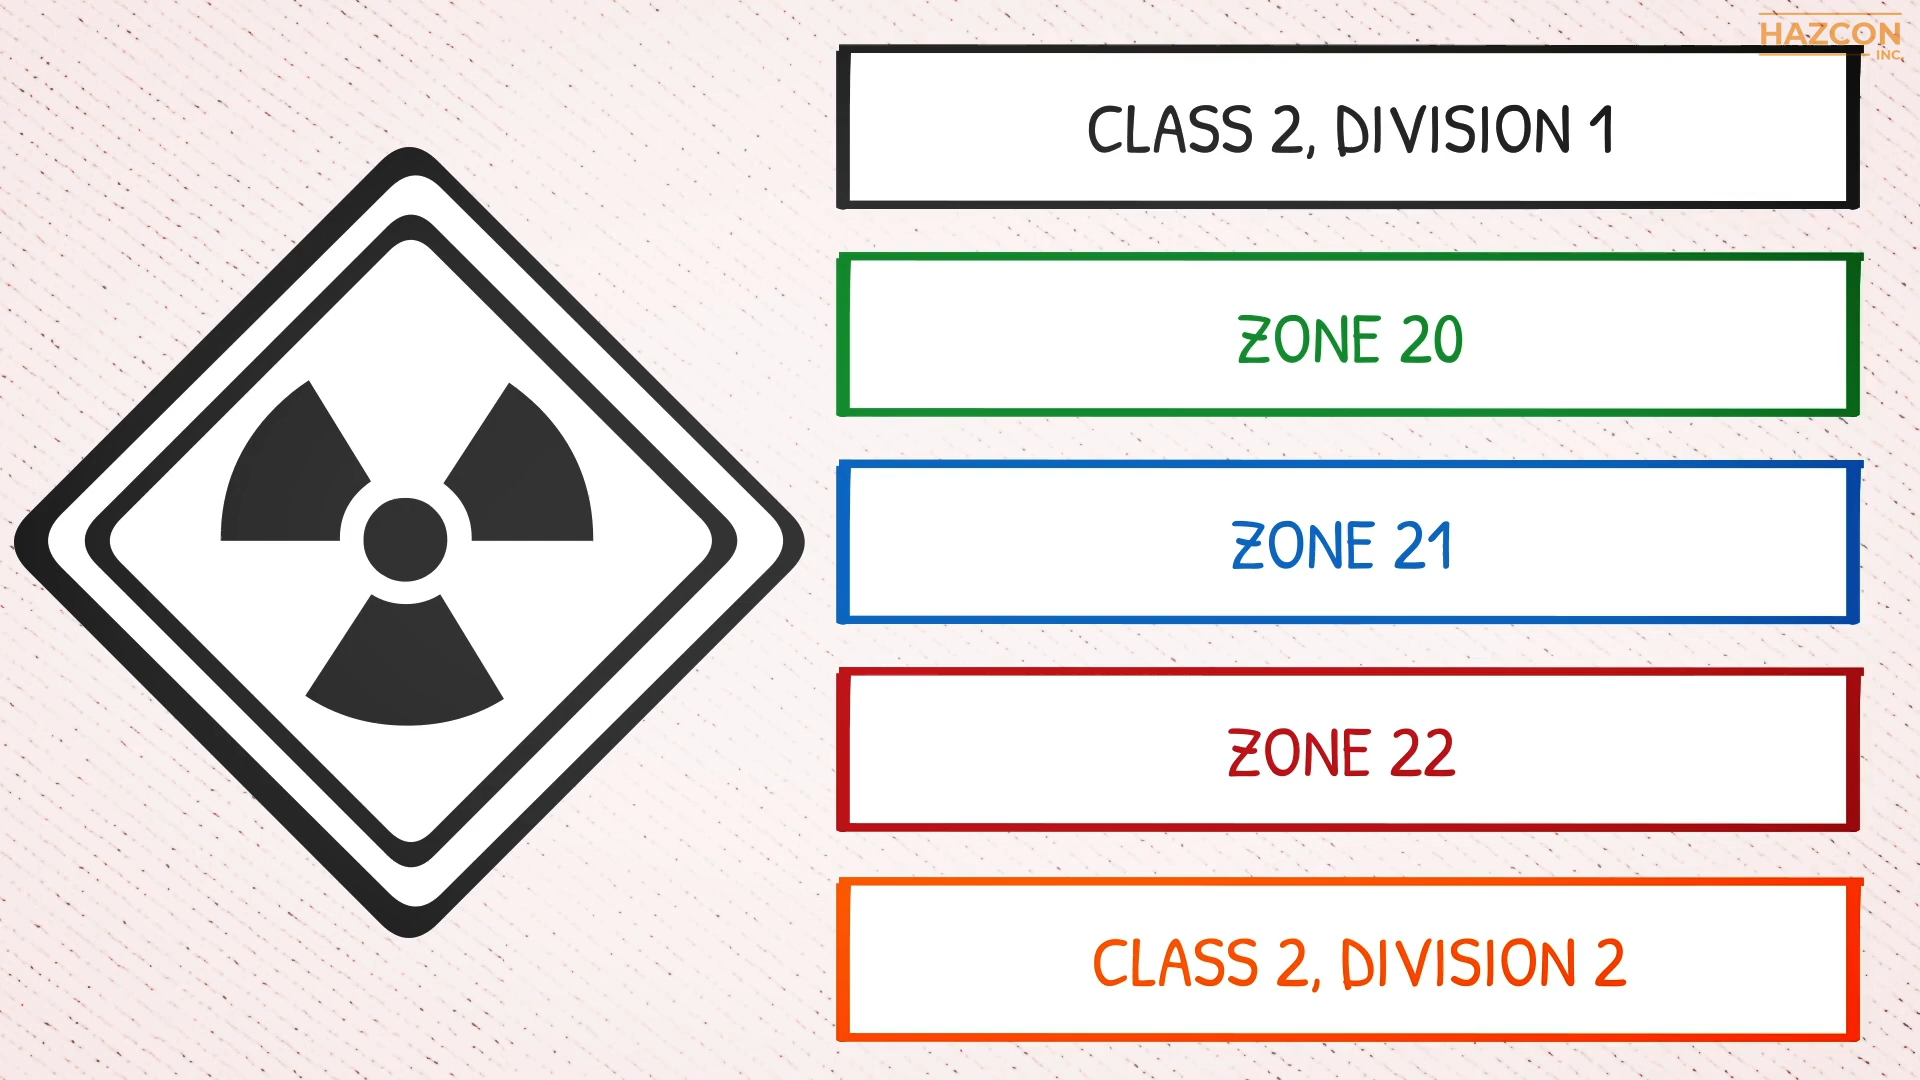 HAZCON
INC.
CLASS 2, DIVISION 1
ZONE 20
ZONE 21
ZONE 22
CLASS 2, DIVISION 2